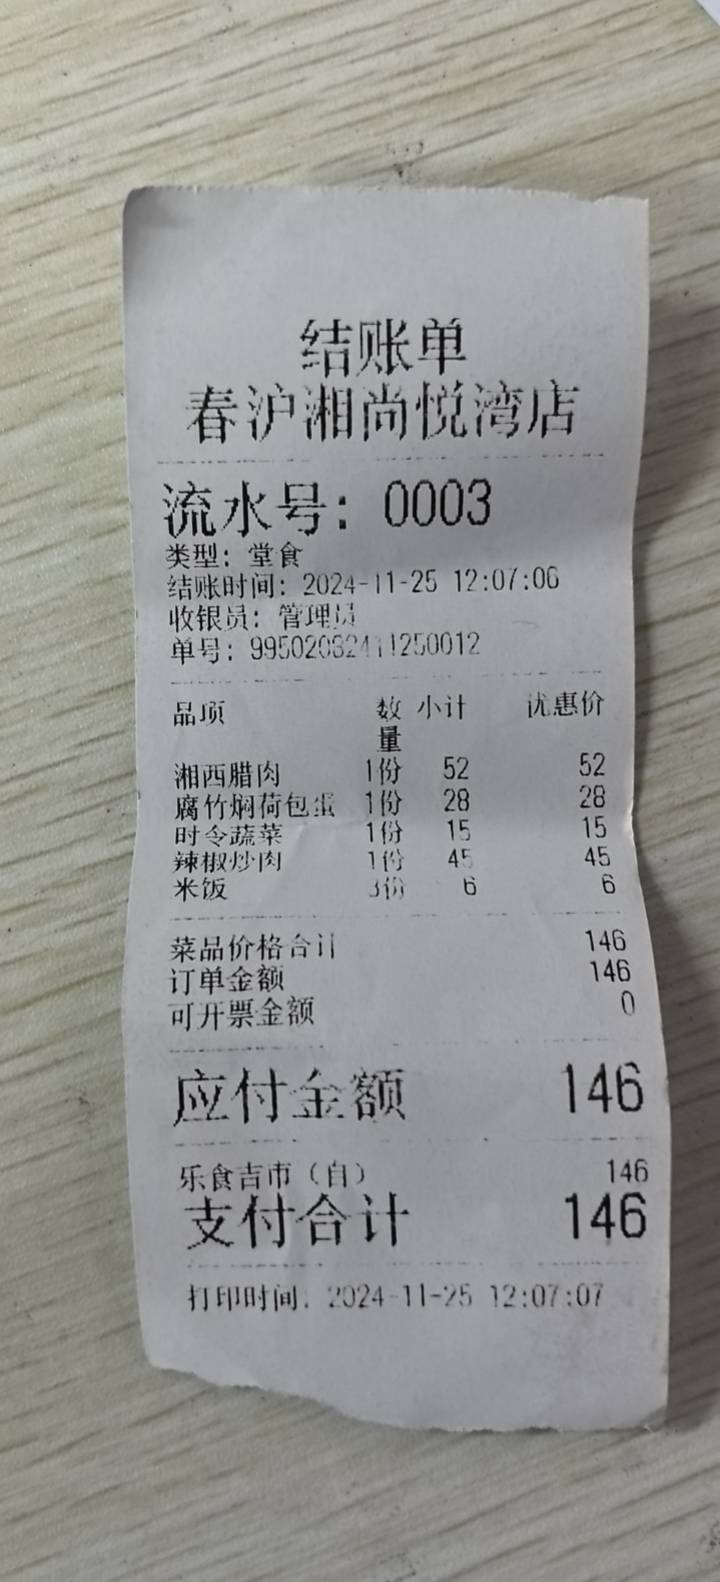 结账单
春沪湘尚悦湾店
流水号：0003
类型：堂食
结账时间：2024-11-25 12:07:06
收银员：管理员
单号：9950208241250012
品项 数量 小计 优惠价
湘西腊肉 1份 52 52
腐竹焖荷包蛋 1份 28 28
时令蔬菜 1份 15 15
辣椒炒肉 1份 45 45
米饭 3份 6 6
菜品价格合计 146
订单金额 146
可开票金额 0
应付金额 146
乐食吉市（自） 146
支付合计 146
打印时间：2024-11-25 12:07:07